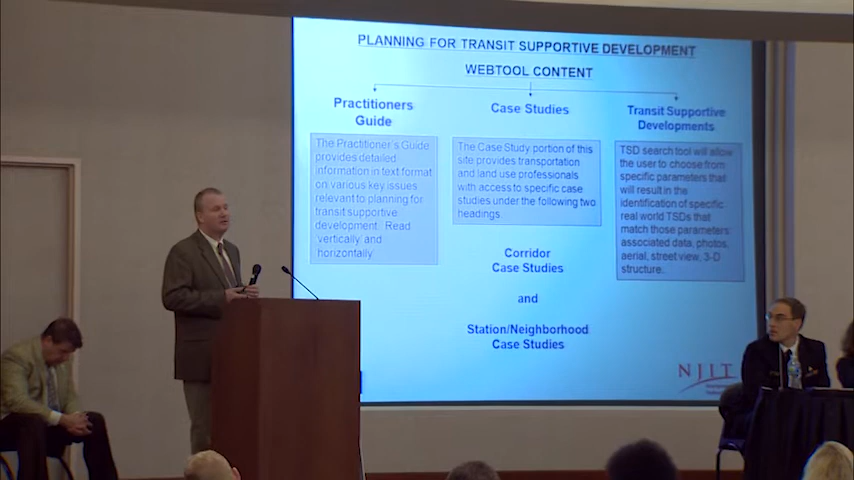 PLANNING FOR TRANSIT SUPPORTIVE DEVELOPMENT
WEBTOOL CONTENT
Practitioners
Guide
The Practitioner's Guide
provides detailed
information in text format
on various key issues
relevant to planning for
transit supportive
development. Read
'vertically' and
'horizontally'
Case Studies
The Case Study portion of this
site provides transportation
and land use professionals
with access to specific case
studies under the following two
headings.
Corridor
Case Studies
and
Station/Neighborhood
Case Studies
Transit Supportive
Developments
TSD search tool will allow
the user to choose from
specific parameters that
will result in the
identification of specific
real world TSDs that
match those parameters
associated data, photos,
aerial, street view, 3-D
structure.
NJIT